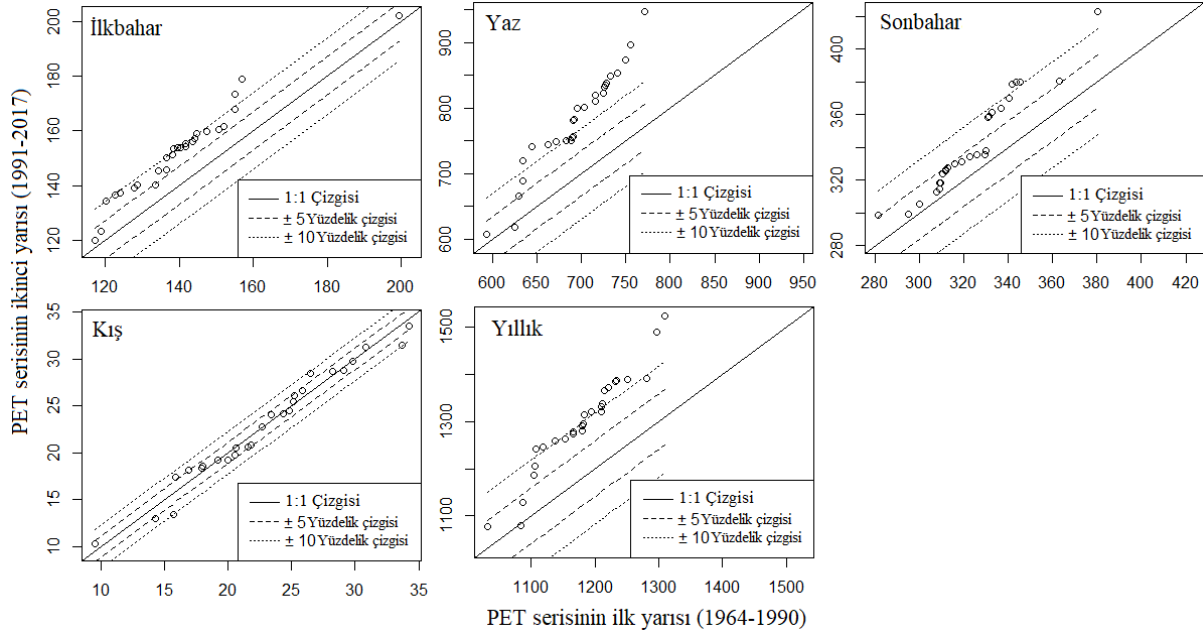 PET serisinin ikinci yarısı (1991-2017)
İlkbahar
200
180
160
140
120
120 140 160 180 200
1:1 Çizgisi
± 5 Yüzdelik çizgisi
± 10 Yüzdelik çizgisi
Yaz
900
800
700
600
600 650 700 750 800 850 900 950
1:1 Çizgisi
± 5 Yüzdelik çizgisi
± 10 Yüzdelik çizgisi
Sonbahar
400
360
320
280
280 300 320 340 360 380 400 420
1:1 Çizgisi
± 5 Yüzdelik çizgisi
± 10 Yüzdelik çizgisi
Kış
35
30
25
20
15
10
10 15 20 25 30 35
1:1 Çizgisi
± 5 Yüzdelik çizgisi
± 10 Yüzdelik çizgisi
Yıllık
1500
1300
1100
1100 1200 1300 1400 1500
1:1 Çizgisi
± 5 Yüzdelik çizgisi
± 10 Yüzdelik çizgisi
PET serisinin ilk yarısı (1964-1990)